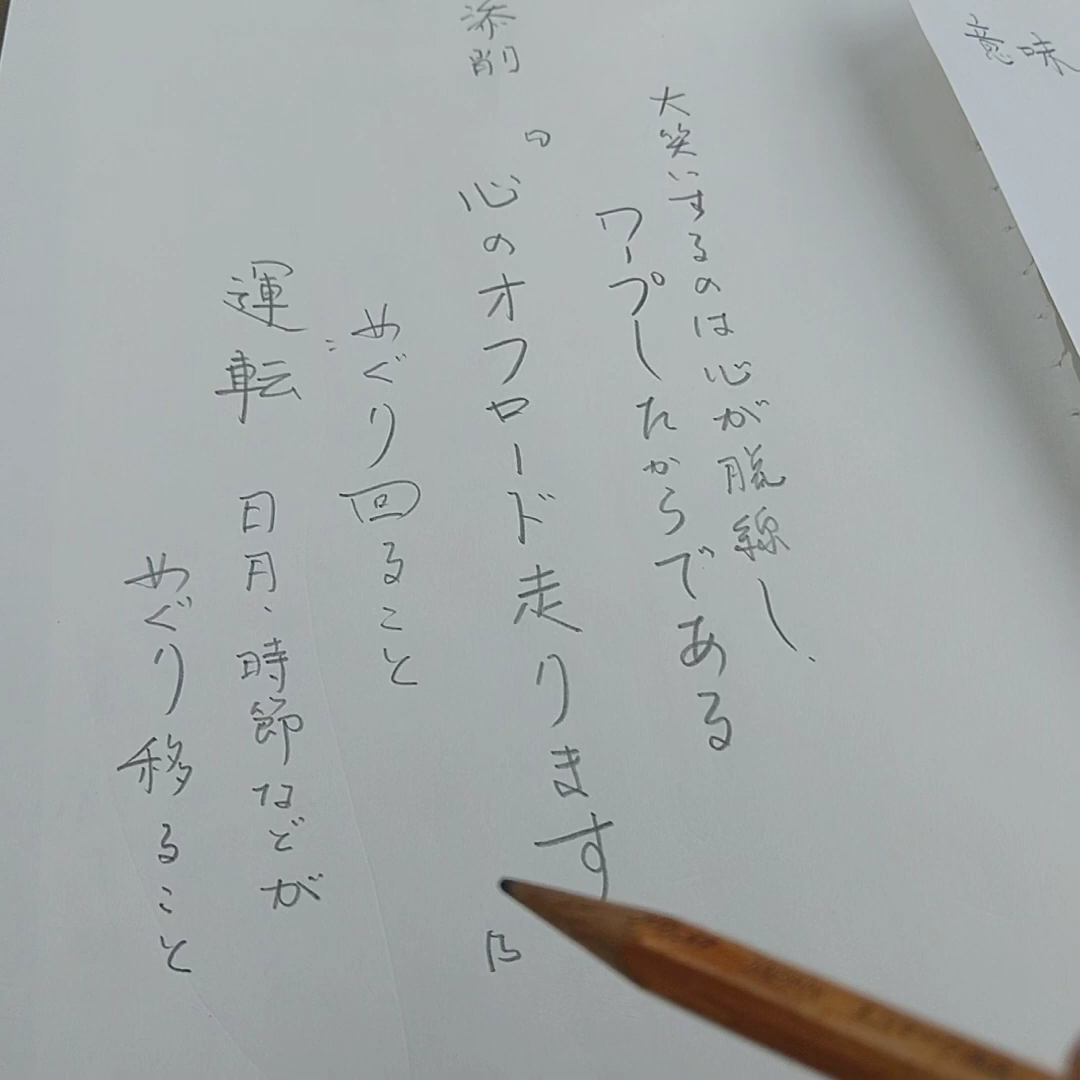 意味
大笑いするのは心が脱線し、
ワープしたからである
添削
『心のオフロード走ります』
めぐり回ること
運転 日月、時節などが
めぐり移ること